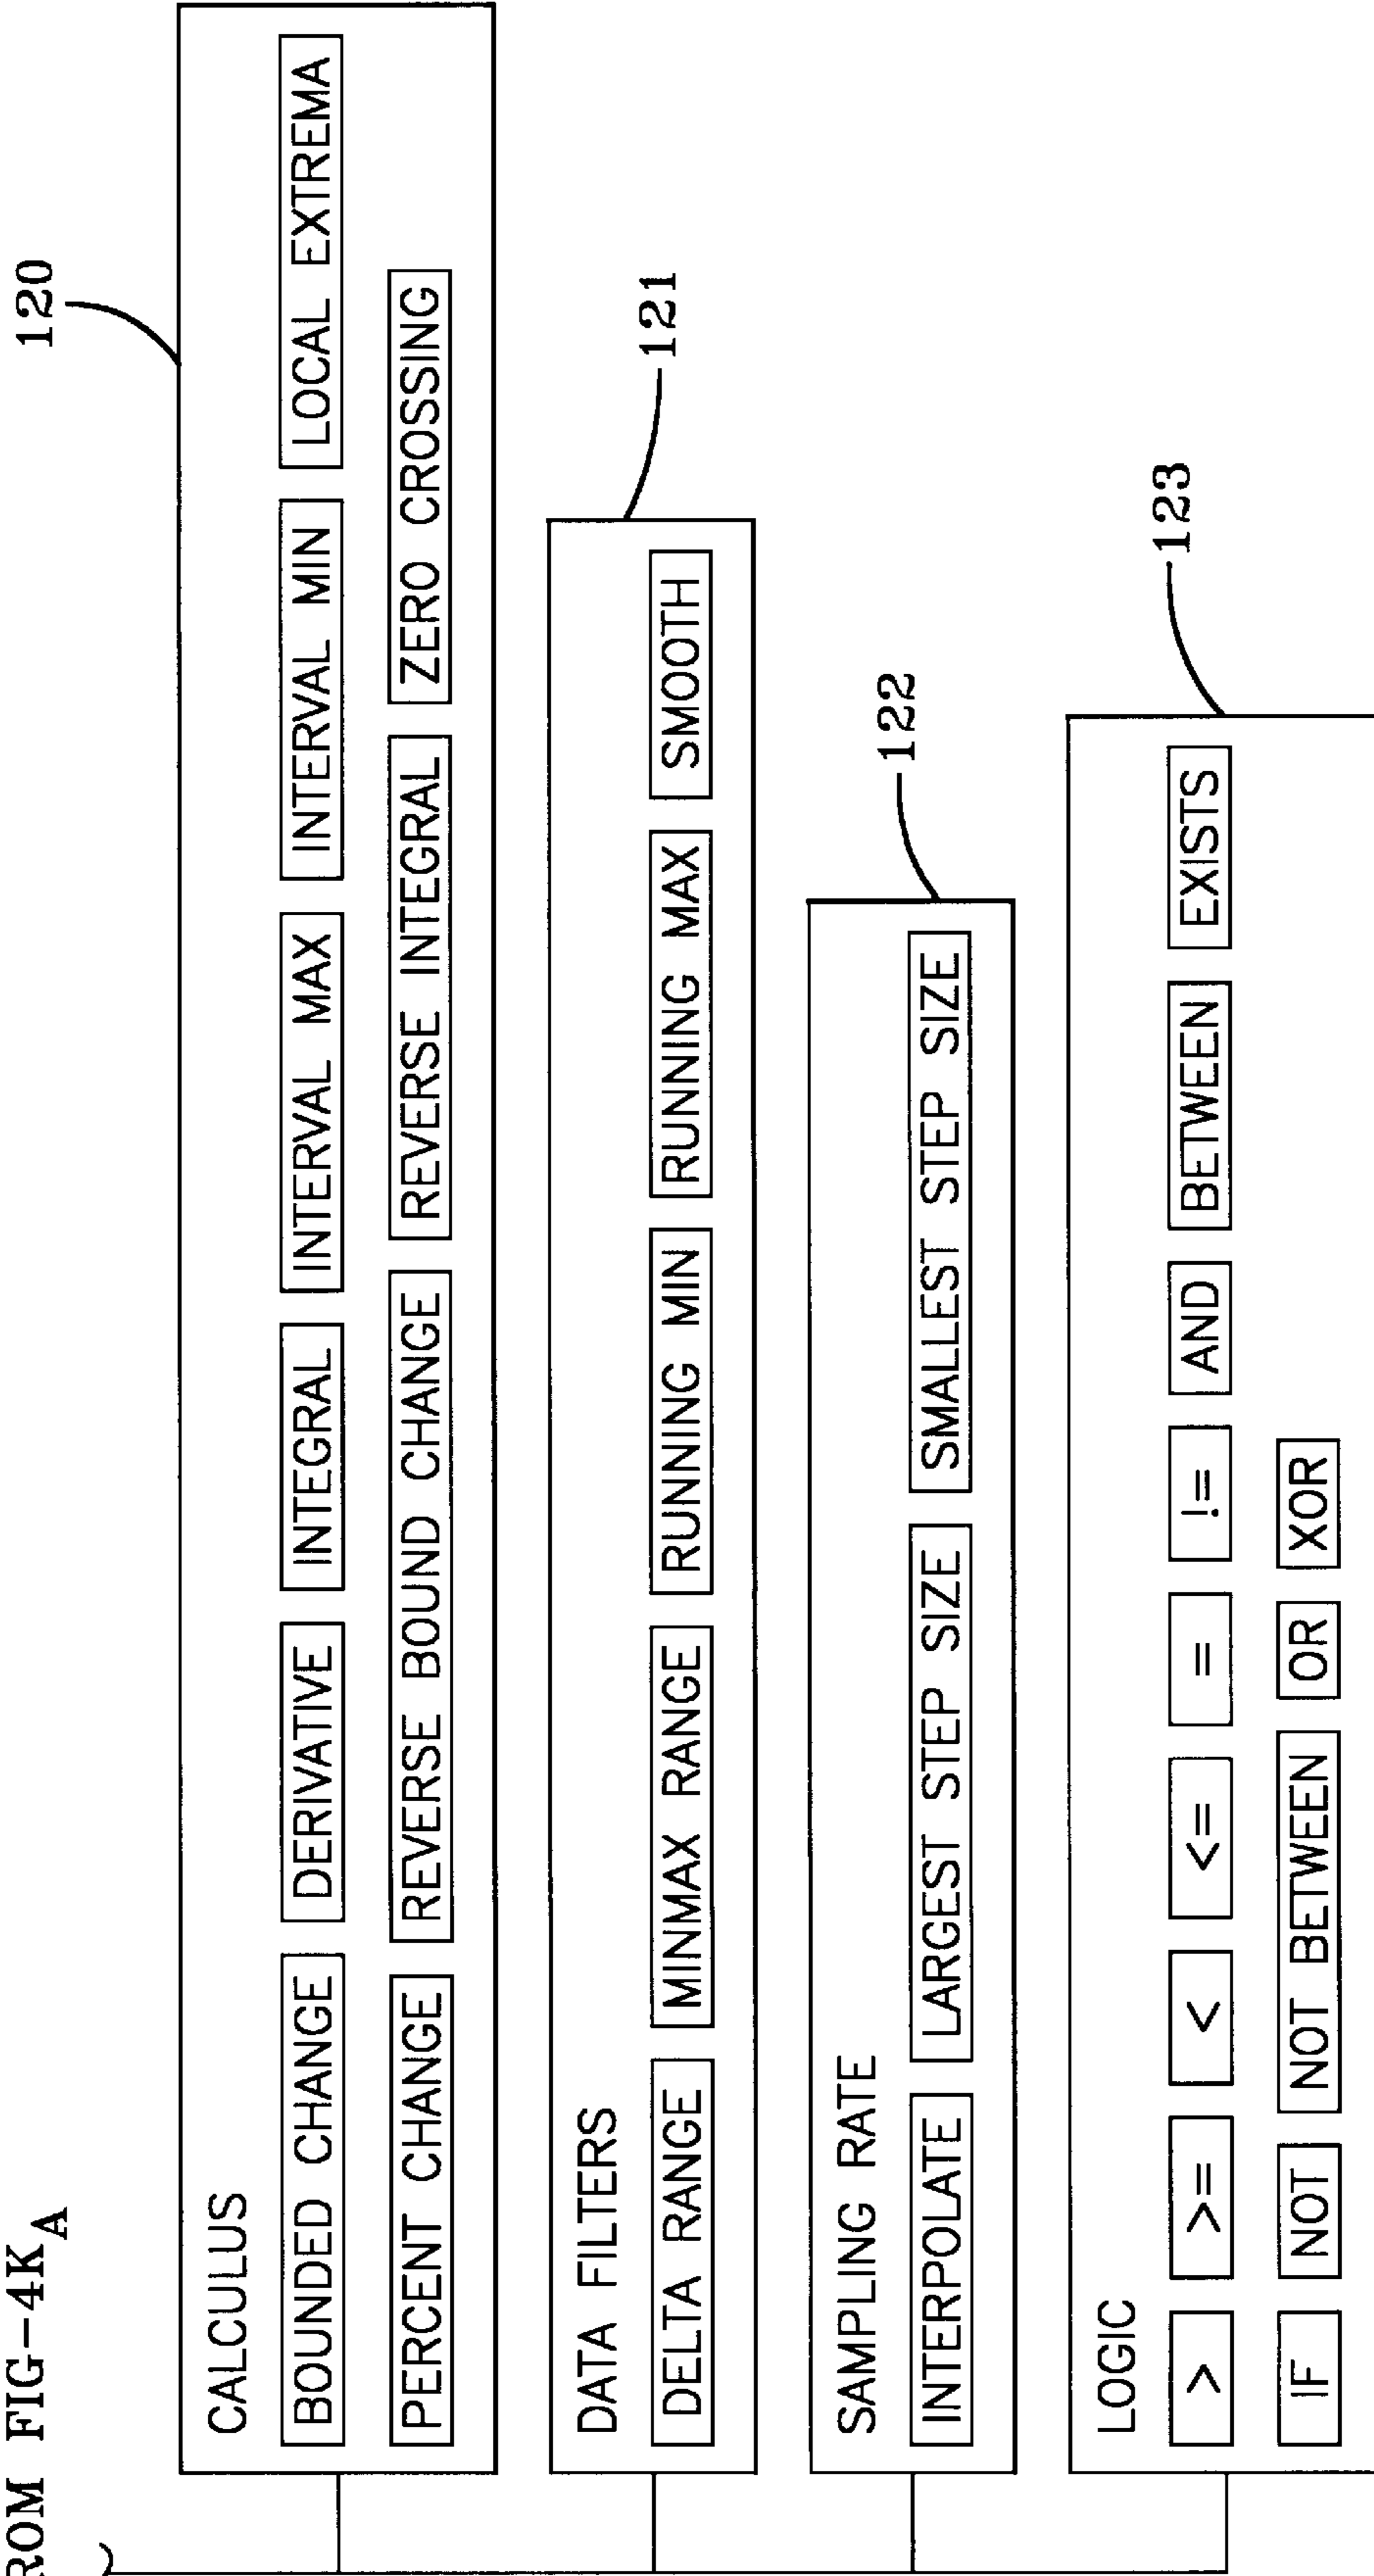 ROM FIG-4KA
120
CALCULUS
BOUNDED CHANGE DERIVATIVE INTEGRAL INTERVAL MAX INTERVAL MIN LOCAL EXTREMA
PERCENT CHANGE REVERSE BOUND CHANGE REVERSE INTEGRAL ZERO CROSSING
121
DATA FILTERS
DELTA RANGE MINMAX RANGE RUNNING MIN RUNNING MAX SMOOTH
122
SAMPLING RATE
INTERPOLATE LARGEST STEP SIZE SMALLEST STEP SIZE
123
LOGIC
> >= < <= = != AND BETWEEN EXISTS
IF NOT NOT BETWEEN OR XOR